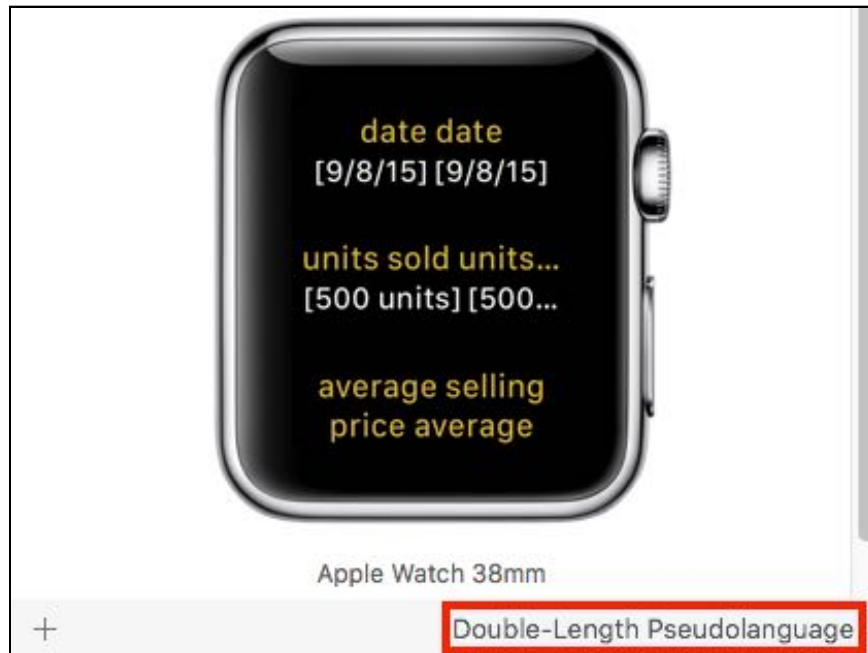 date date
[9/8/15] [9/8/15]
units sold units...
[500 units] [500...
average selling
price average
Apple Watch 38mm
+
Double-Length Pseudolanguage